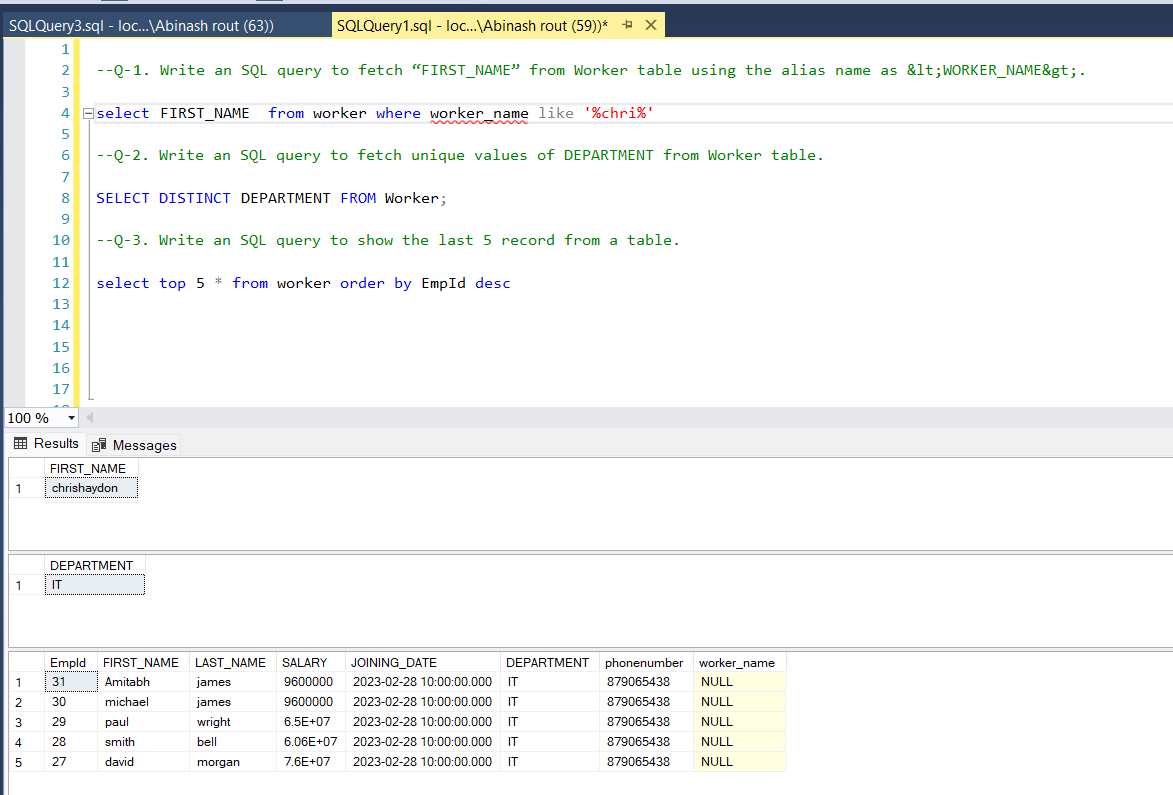 SQLQuery3.sql - loc...\Abinash rout (63))
SQLQuery1.sql - loc...\Abinash rout (59))*
1
2 --Q-1. Write an SQL query to fetch “FIRST_NAME” from Worker table using the alias name as &lt;WORKER_NAME&gt;.
3
4 select FIRST_NAME  from worker where worker_name like '%chri%'
5
6 --Q-2. Write an SQL query to fetch unique values of DEPARTMENT from Worker table.
7
8 SELECT DISTINCT DEPARTMENT FROM Worker;
9
10 --Q-3. Write an SQL query to show the last 5 record from a table.
11
12 select top 5 * from worker order by EmpId desc
13
14
15
16
17
100 %
Results Messages
FIRST_NAME
1 chrishaydon
DEPARTMENT
1 IT
EmpId FIRST_NAME LAST_NAME SALARY JOINING_DATE DEPARTMENT phonenumber worker_name
1 31 Amitabh james 9600000 2023-02-28 10:00:00.000 IT 879065438 NULL
2 30 michael james 9600000 2023-02-28 10:00:00.000 IT 879065438 NULL
3 29 paul wright 6.5E+07 2023-02-28 10:00:00.000 IT 879065438 NULL
4 28 smith bell 6.06E+07 2023-02-28 10:00:00.000 IT 879065438 NULL
5 27 david morgan 7.6E+07 2023-02-28 10:00:00.000 IT 879065438 NULL